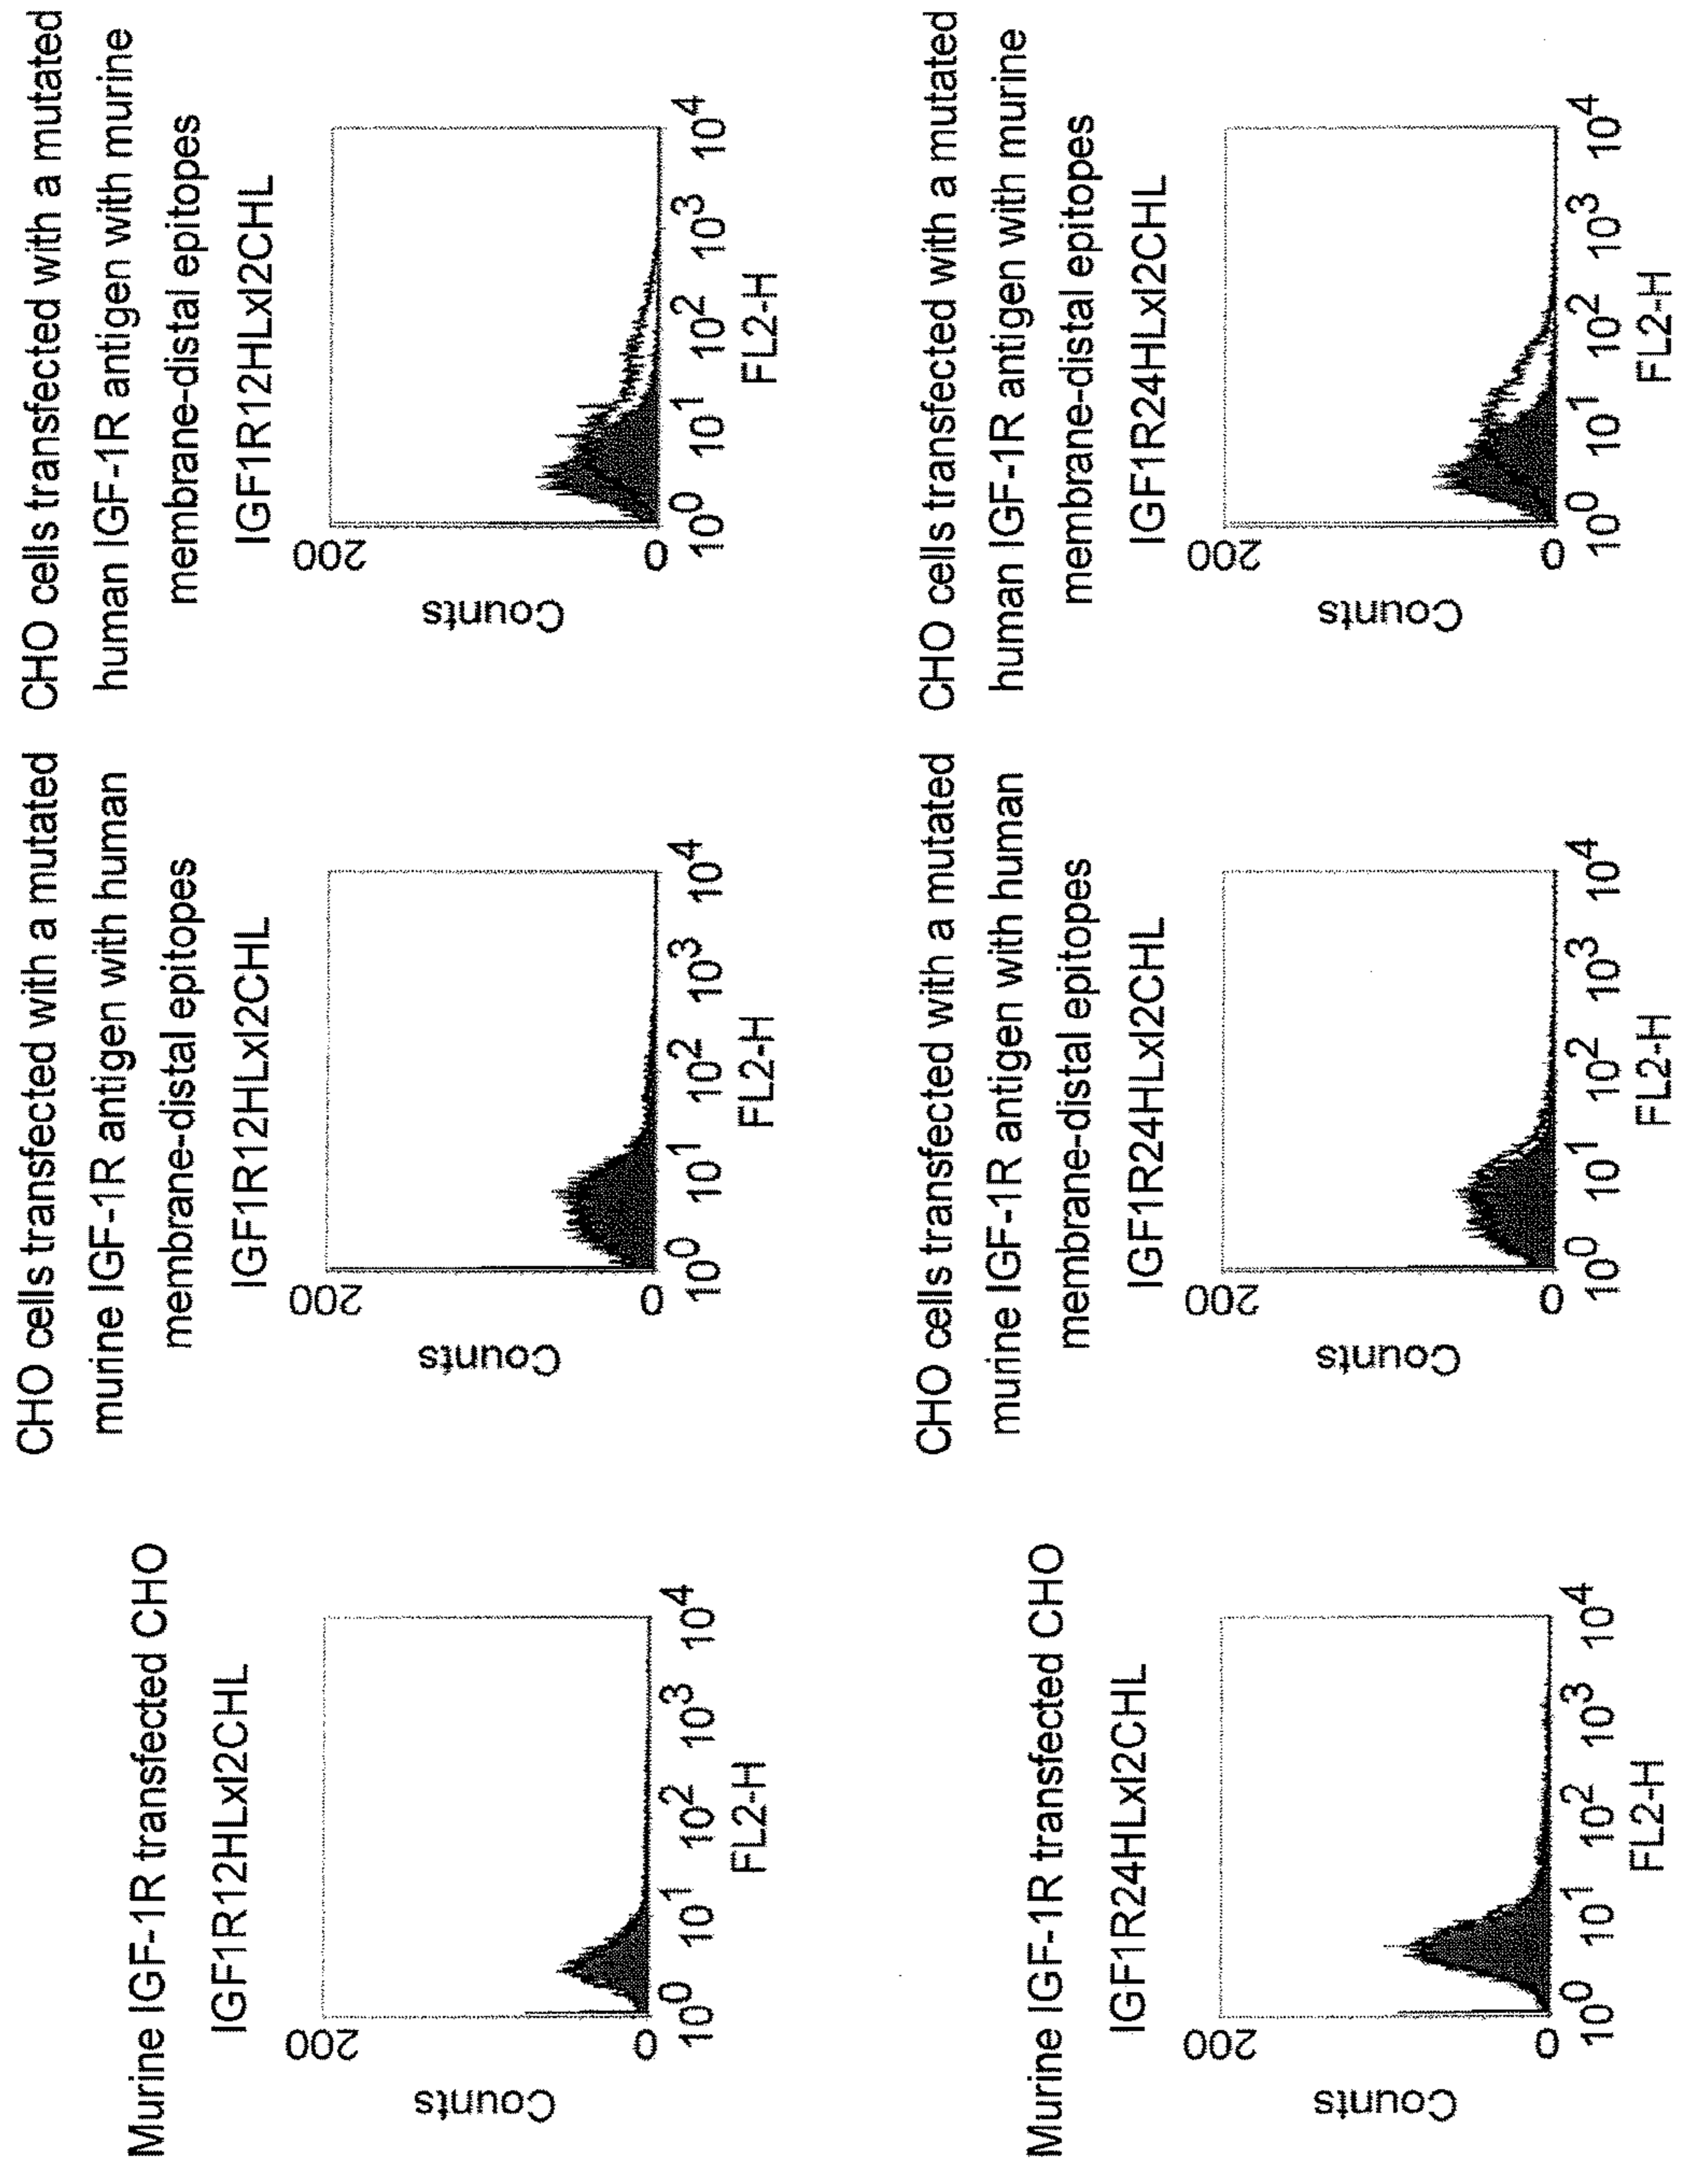 Murine IGF-1R transfected CHO
IGF1R12HLxI2CHL
Counts
200
0
10^0 10^1 10^2 10^3 10^4
FL2-H
CHO cells transfected with a mutated
murine IGF-1R antigen with human
membrane-distal epitopes
IGF1R12HLxI2CHL
Counts
200
0
10^0 10^1 10^2 10^3 10^4
FL2-H
CHO cells transfected with a mutated
human IGF-1R antigen with murine
membrane-distal epitopes
IGF1R12HLxI2CHL
Counts
200
0
10^0 10^1 10^2 10^3 10^4
FL2-H
Murine IGF-1R transfected CHO
IGF1R24HLxI2CHL
Counts
200
0
10^0 10^1 10^2 10^3 10^4
FL2-H
CHO cells transfected with a mutated
murine IGF-1R antigen with human
membrane-distal epitopes
IGF1R24HLxI2CHL
Counts
200
0
10^0 10^1 10^2 10^3 10^4
FL2-H
CHO cells transfected with a mutated
human IGF-1R antigen with murine
membrane-distal epitopes
IGF1R24HLxI2CHL
Counts
200
0
10^0 10^1 10^2 10^3 10^4
FL2-H